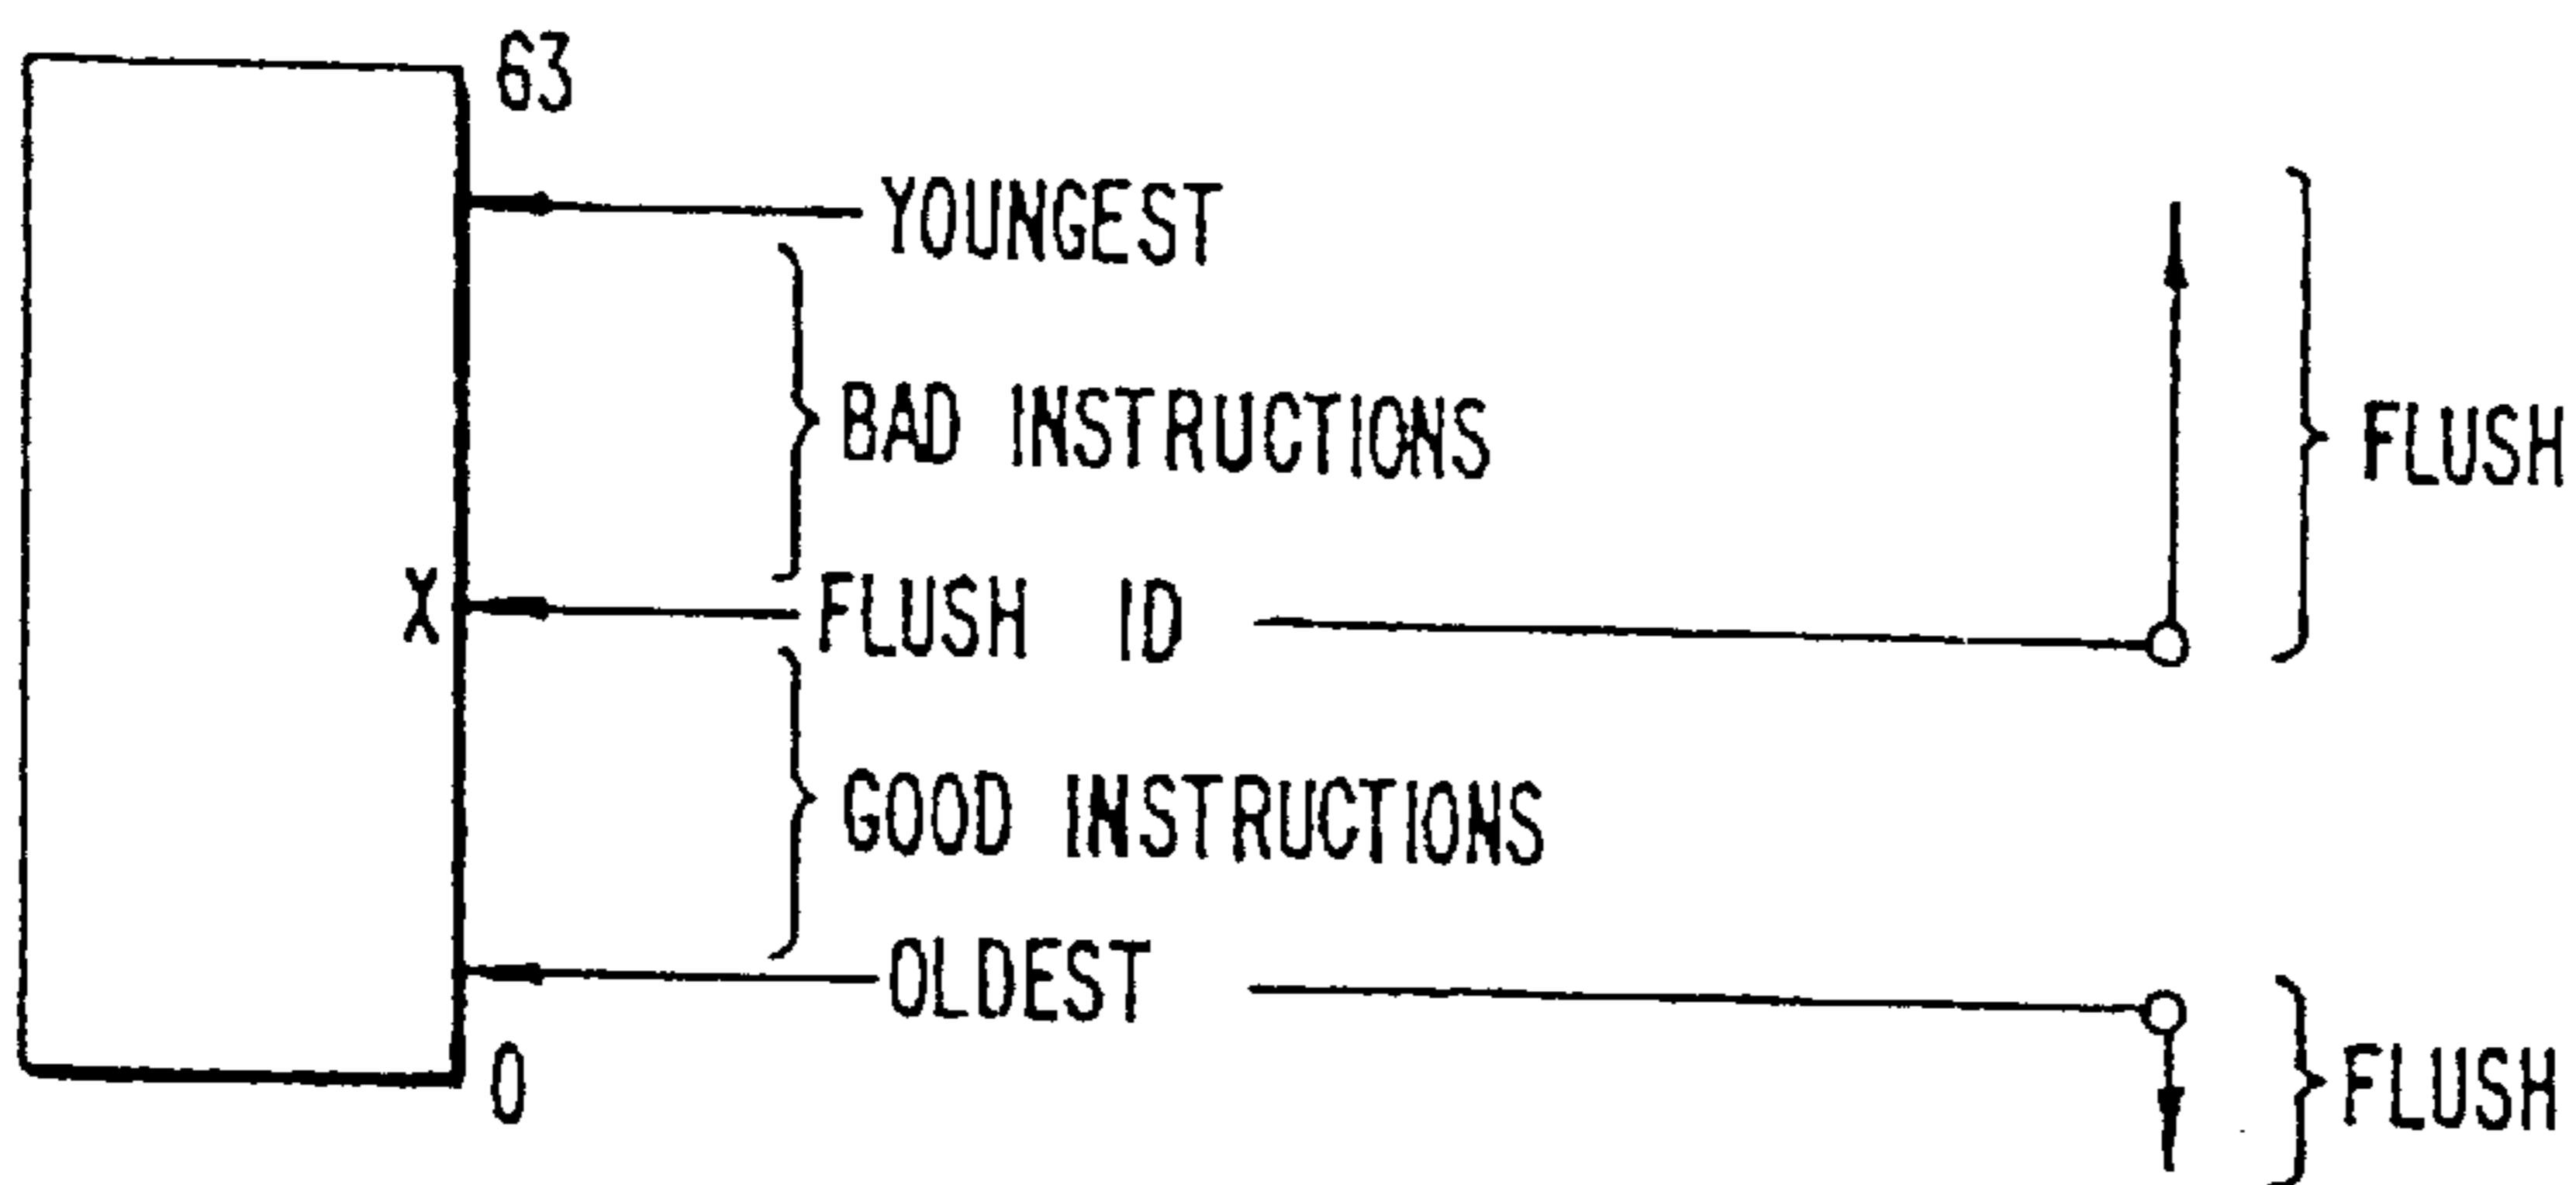 63
YOUNGEST
BAD INSTRUCTIONS
FLUSH
X
FLUSH ID
GOOD INSTRUCTIONS
OLDEST
0
FLUSH